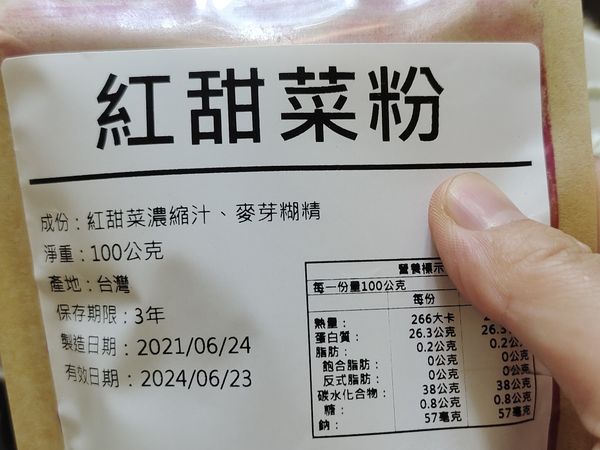 紅甜菜粉
成份：紅甜菜濃縮汁、麥芽糊精
淨重：100公克
產地：台灣
保存期限：3年
製造日期：2021/06/24
有效日期：2024/06/23
營養標示
每一份量100公克
每份
熱量： 266大卡
蛋白質： 26.3公克 26.3
脂肪： 0.2公克 0.2公
飽合脂肪： 0公克 0公克
反式脂肪： 0公克 0公克
碳水化合物： 38公克 38公克
糖： 0.8公克 0.8公克
鈉： 57毫克 57毫克